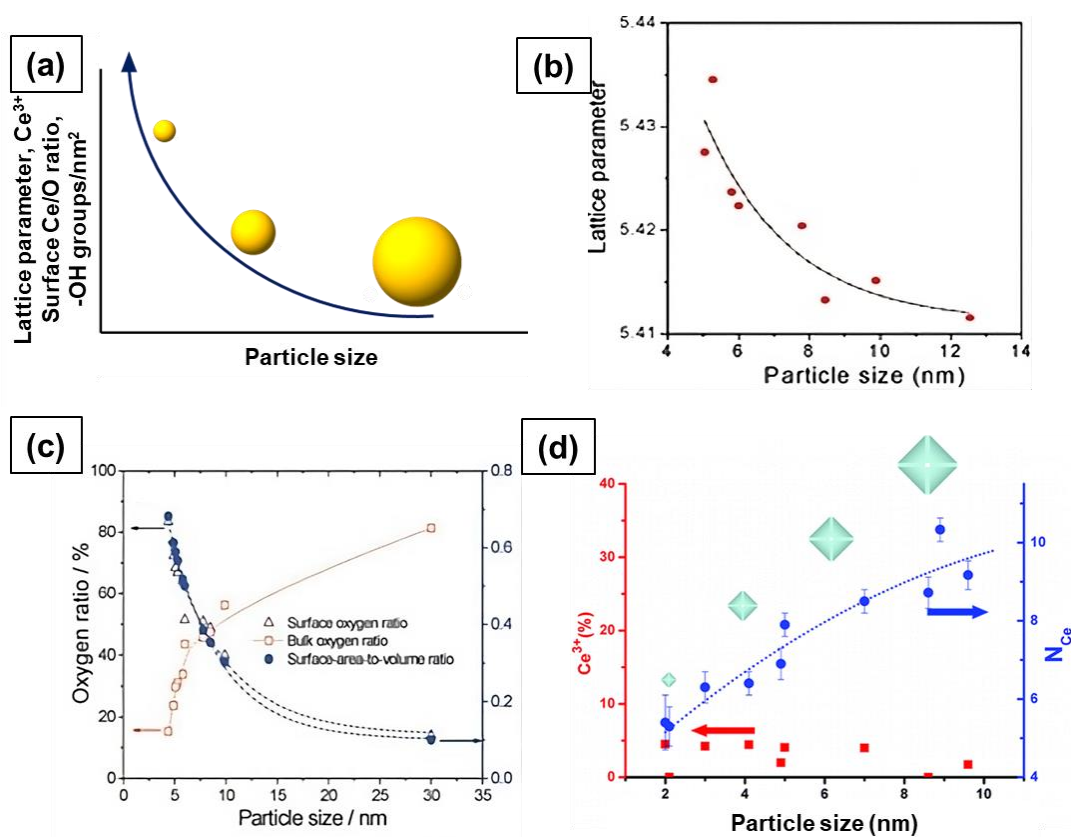 (a)
Lattice parameter, Ce³⁺
Surface Ce/O ratio,
-OH groups/nm²
Particle size
(b)
Lattice parameter
5.44
5.43
5.42
5.41
4
6
8
10
12
14
Particle size (nm)
(c)
Oxygen ratio / %
100
80
60
40
20
0
0.8
0.6
0.4
0.2
0.0
Surface oxygen ratio
Bulk oxygen ratio
Surface-area-to-volume ratio
0
5
10
15
20
25
30
35
Particle size / nm
(d)
Ce³⁺(%)
40
30
20
10
0
N_Ce
10
8
6
4
2
4
6
8
10
Particle size (nm)